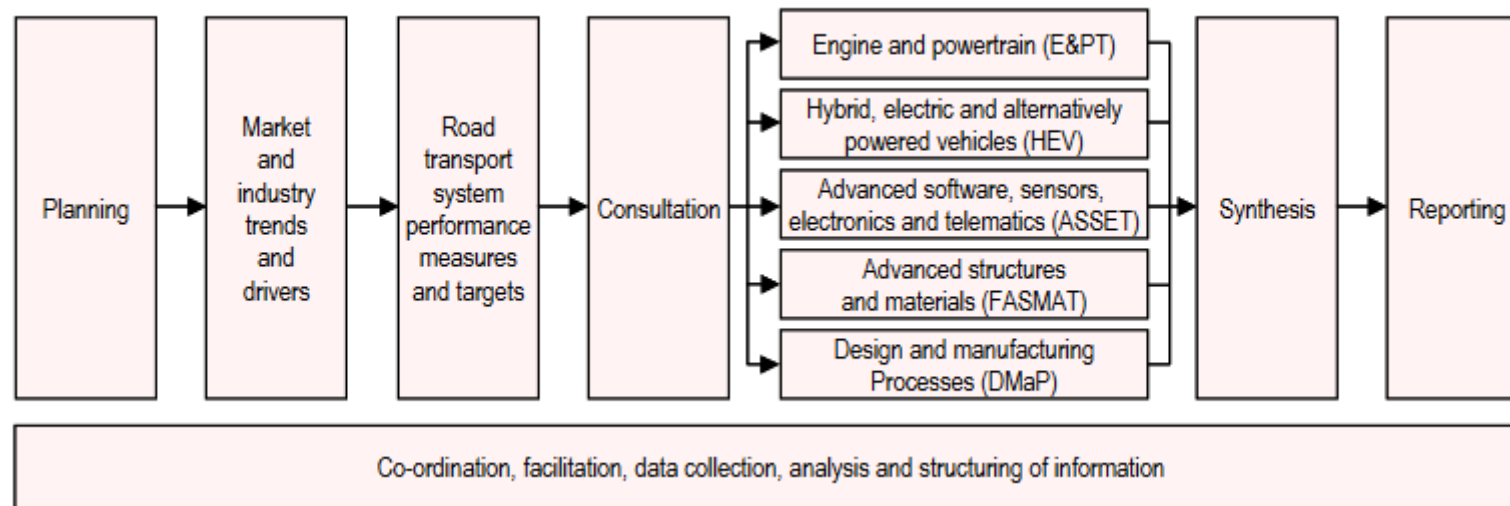 Planning
Market
and
industry
trends
and
drivers
Road
transport
system
performance
measures
and targets
Consultation
Engine and powertrain (E&PT)
Hybrid, electric and alternatively
powered vehicles (HEV)
Advanced software, sensors,
electronics and telematics (ASSET)
Advanced structures
and materials (FASMAT)
Design and manufacturing
Processes (DMaP)
Synthesis
Reporting
Co-ordination, facilitation, data collection, analysis and structuring of information